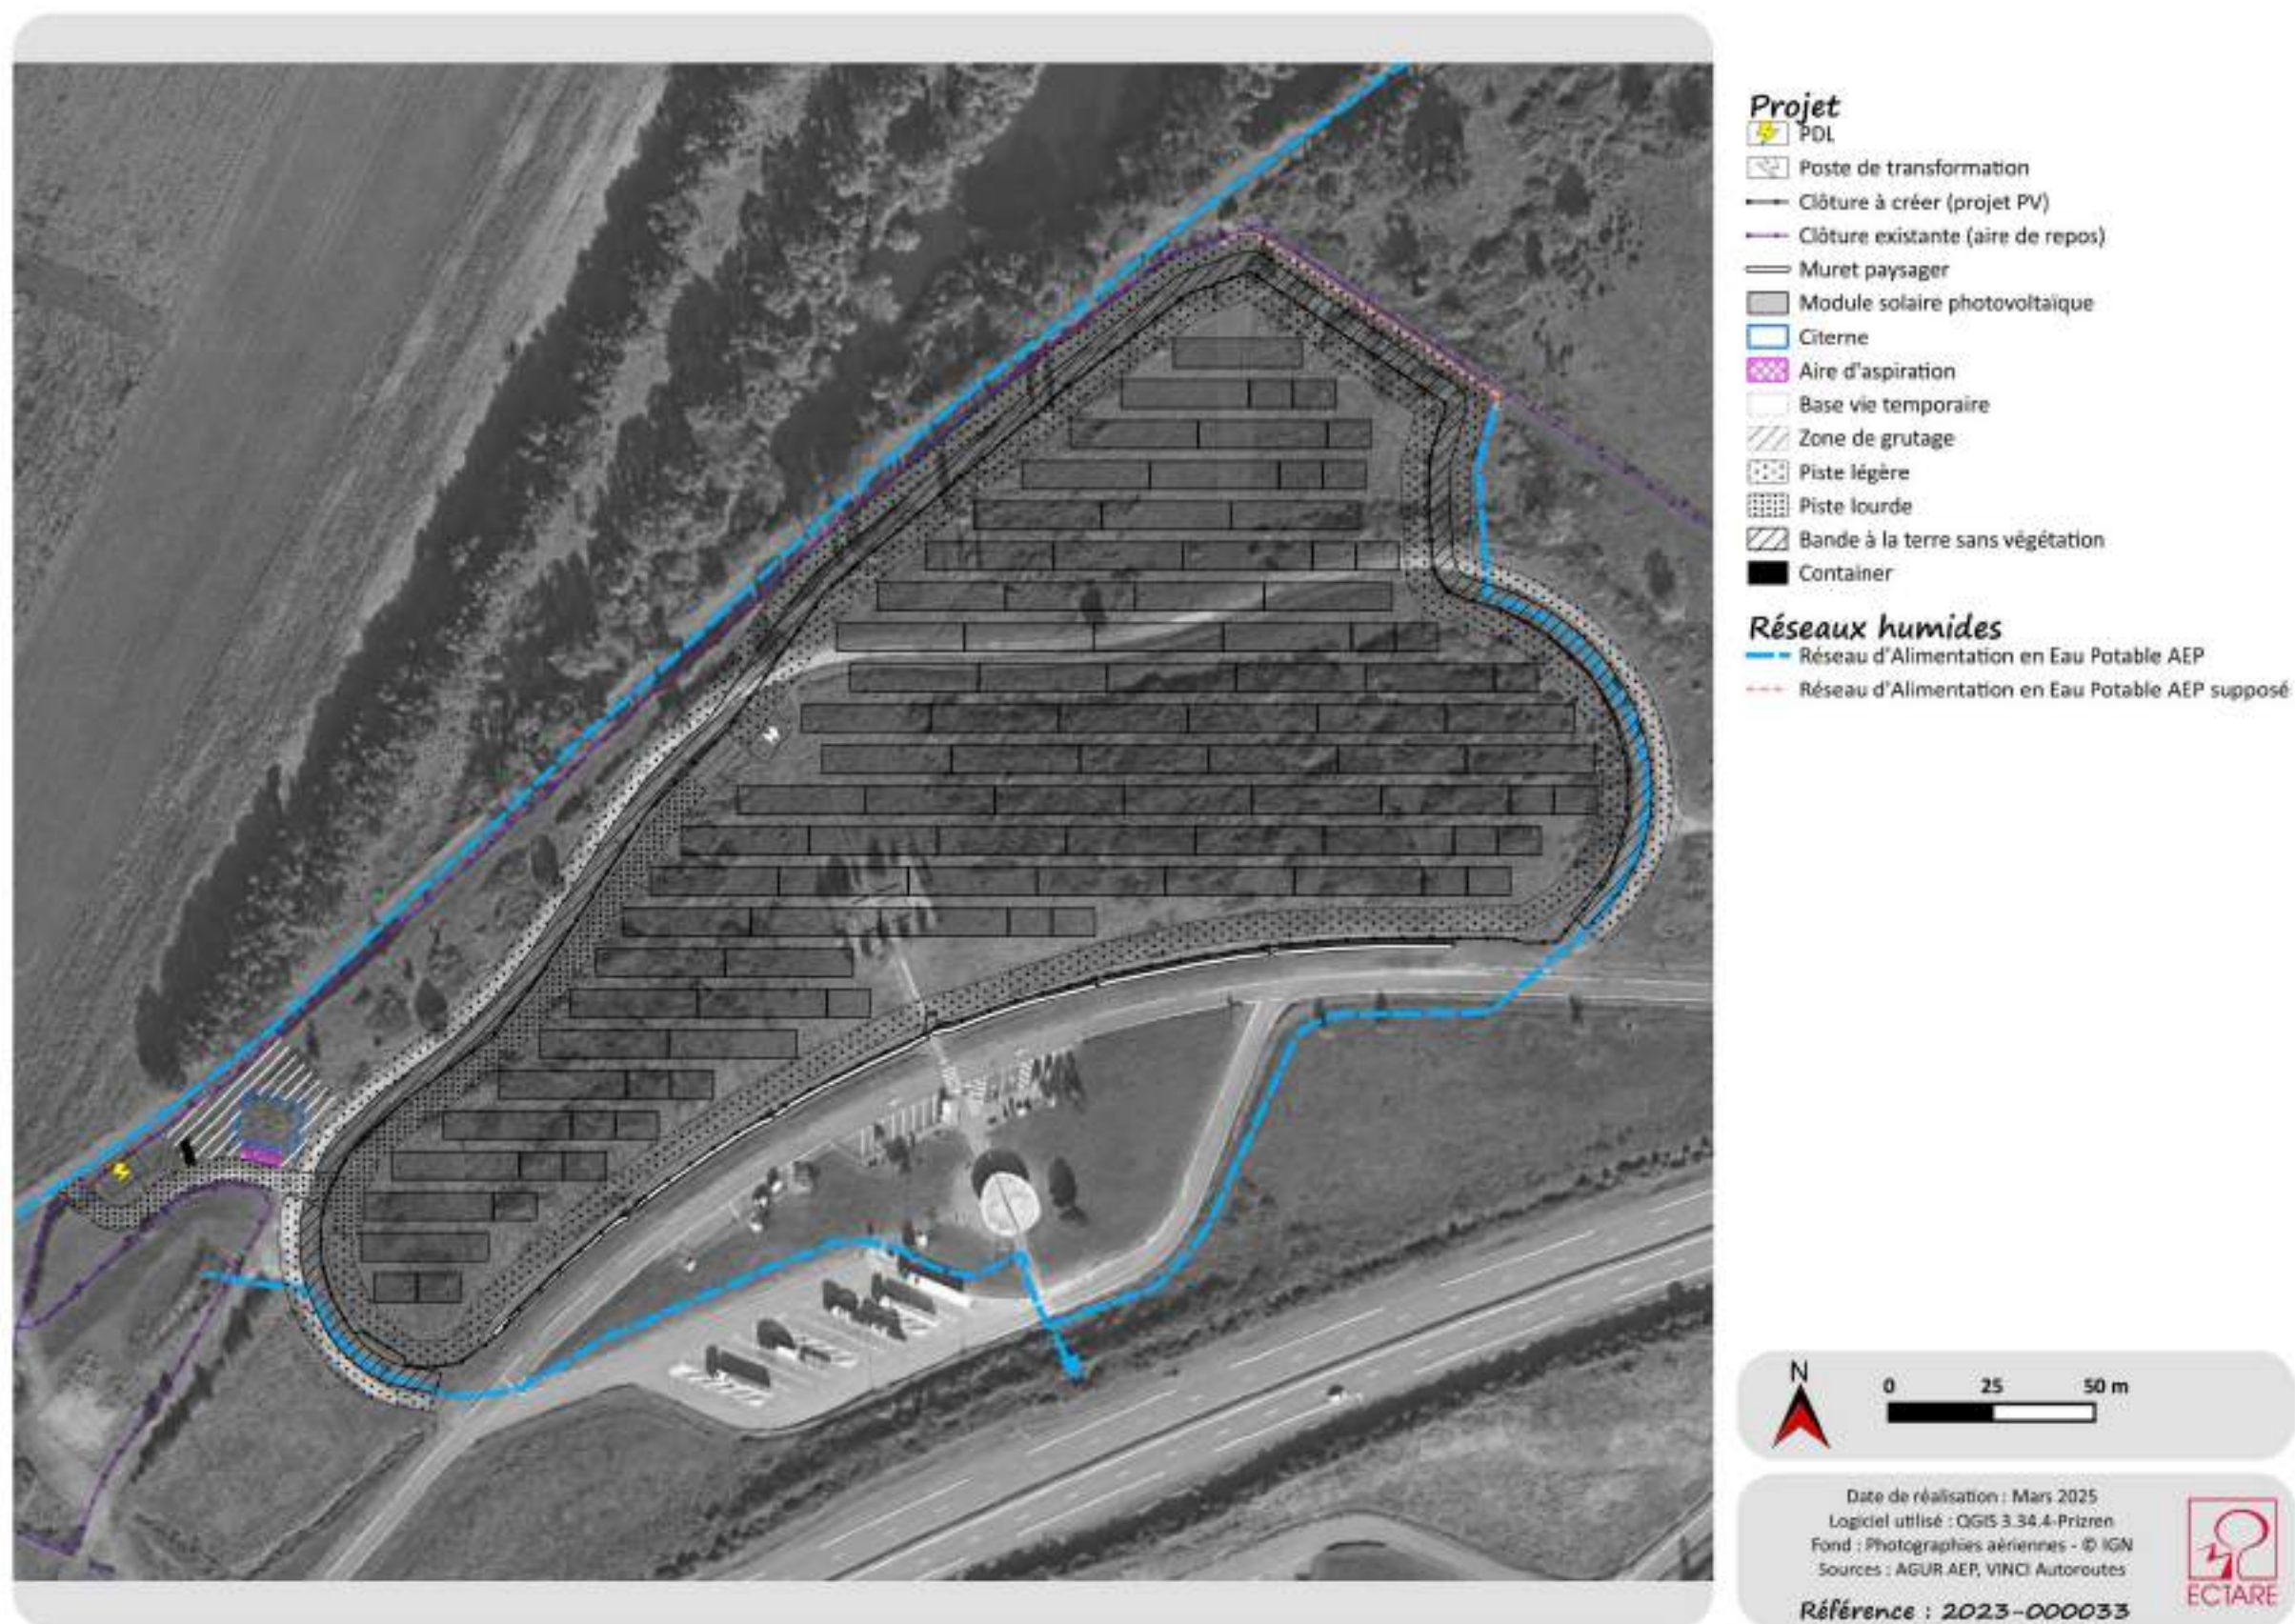 Projet
PDL
Poste de transformation
Clôture à créer (projet PV)
Clôture existante (aire de repos)
Muret paysager
Module solaire photovoltaïque
Citerne
Aire d'aspiration
Base vie temporaire
Zone de grutage
Piste légère
Piste lourde
Bande à la terre sans végétation
Container
Réseaux humides
Réseau d'Alimentation en Eau Potable AEP
Réseau d'Alimentation en Eau Potable AEP supposé
N
0 25 50 m
Date de réalisation : Mars 2025
Logiciel utilisé : QGIS 3.34.4-Prizren
Fond : Photographies aériennes - © IGN
Sources : AGUR AEP, VINCI Autoroutes
Référence : 2023-000033
ECTARE